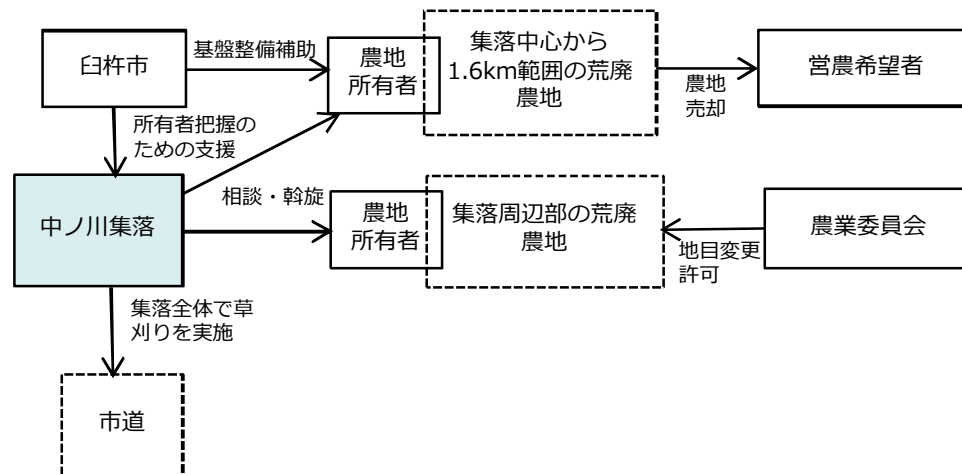 臼杵市
基盤整備補助
農地
所有者
集落中心から
1.6km範囲の荒廃
農地
農地
売却
営農希望者
所有者把握の
ための支援
中ノ川集落
相談・斡旋
農地
所有者
集落周辺部の荒廃
農地
地目変更
許可
農業委員会
集落全体で草
刈りを実施
市道